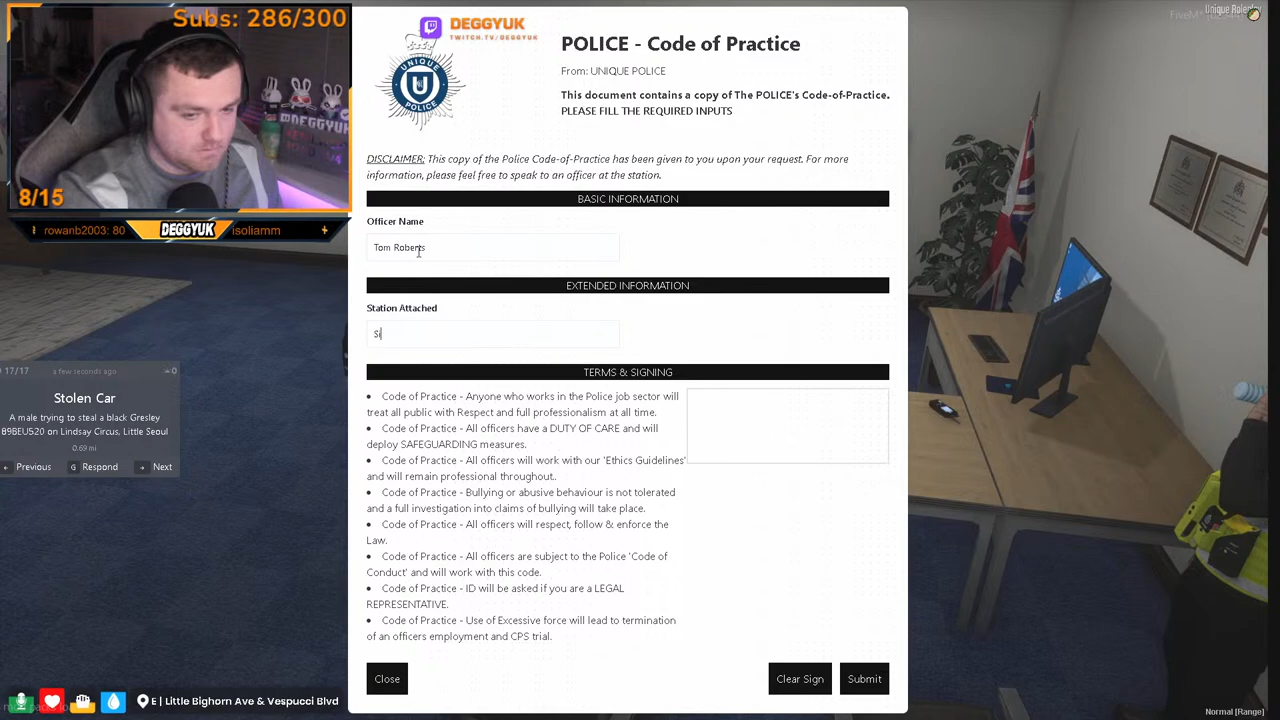 Subs: 286/300
8/15
rowanb2003: 80
DEGGYUK
isoliamm
DEGGYUK
TWITCH.TV/DEGGYUK
UNIQUE
POLICE
POLICE - Code of Practice
From: UNIQUE POLICE
This document contains a copy of The POLICE's Code-of-Practice.
PLEASE FILL THE REQUIRED INPUTS
DISCLAIMER: This copy of the Police Code-of-Practice has been given to you upon your request. For more
information, please feel free to speak to an officer at the station.
BASIC INFORMATION
Officer Name
Tom Roberts
EXTENDED INFORMATION
Station Attached
Si
TERMS & SIGNING
• Code of Practice - Anyone who works in the Police job sector will
treat all public with Respect and full professionalism at all time.
• Code of Practice - All officers have a DUTY OF CARE and will
deploy SAFEGUARDING measures.
• Code of Practice - All officers will work with our 'Ethics Guidelines'
and will remain professional throughout..
• Code of Practice - Bullying or abusive behaviour is not tolerated
and a full investigation into claims of bullying will take place.
• Code of Practice - All officers will respect, follow & enforce the
Law.
• Code of Practice - All officers are subject to the Police 'Code of
Conduct' and will work with this code.
• Code of Practice - ID will be asked if you are a LEGAL
REPRESENTATIVE.
• Code of Practice - Use of Excessive force will lead to termination
of an officers employment and CPS trial.
Close
Clear Sign
Submit
17/17
a few seconds ago
0
Stolen Car
A male trying to steal a black Gresley
89BEU520 on Lindsay Circus, Little Seoul
0.69 mi
Previous
G Respond
Next
E | Little Bighorn Ave & Vespucci Blvd
Unique Roleplay
FiveM
Normal [Range]